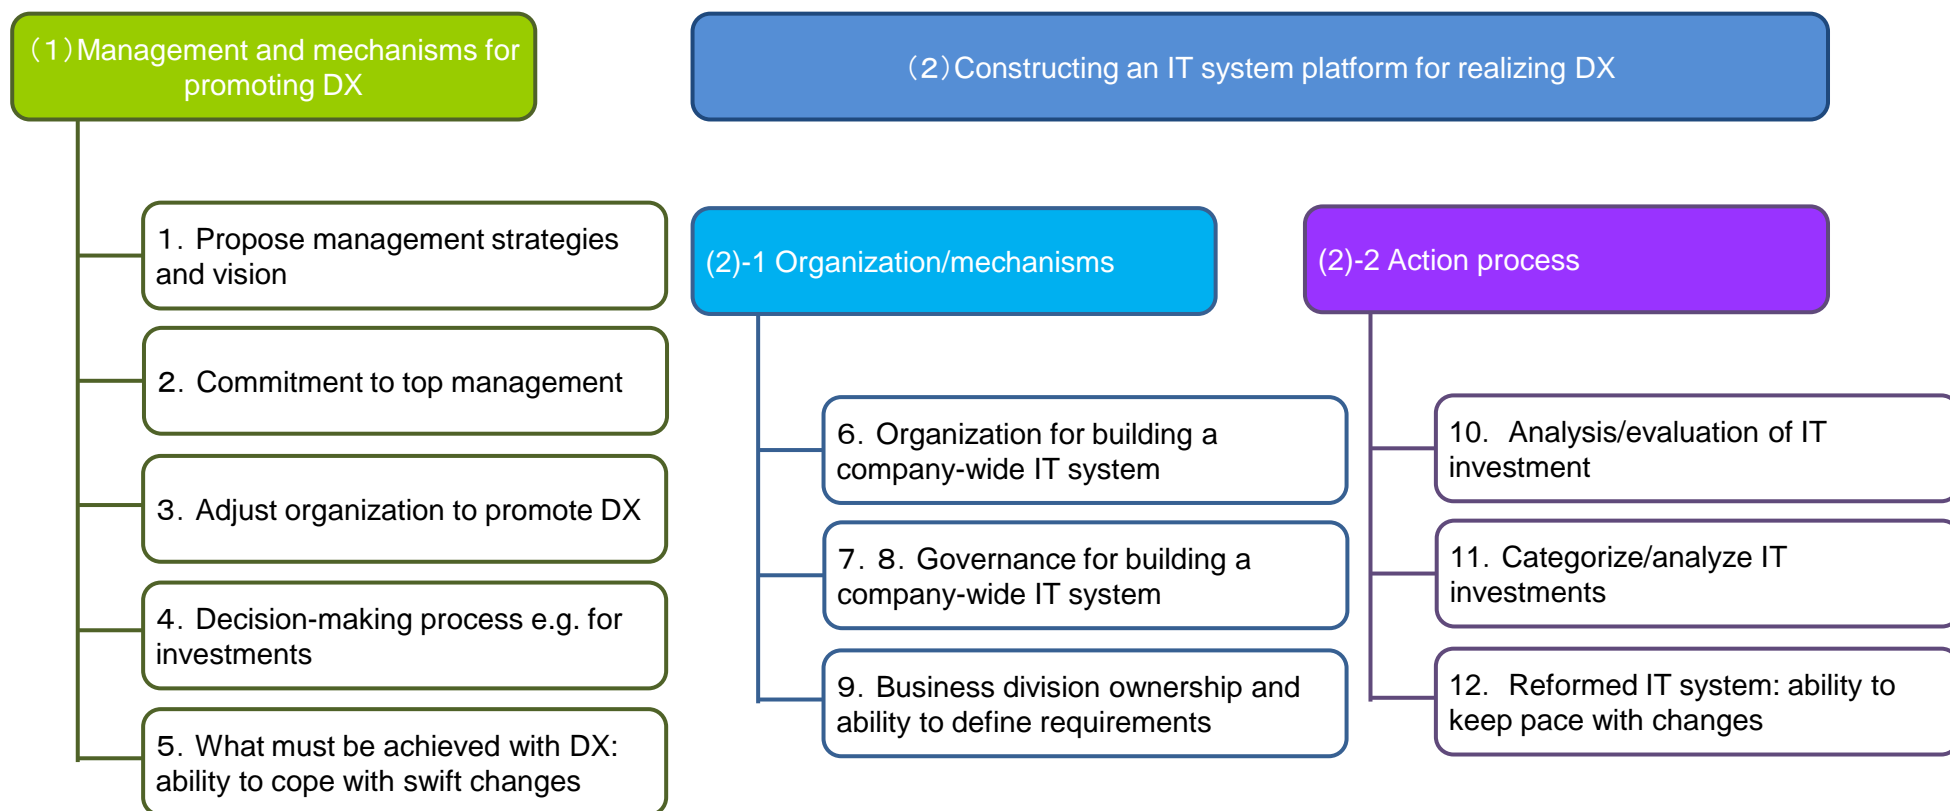 （1）Management and mechanisms for
promoting DX
1．Propose management strategies
and vision
2．Commitment to top management
3．Adjust organization to promote DX
4．Decision-making process e.g. for
investments
5．What must be achieved with DX:
ability to cope with swift changes
（2）Constructing an IT system platform for realizing DX
(2)-1 Organization/mechanisms
6．Organization for building a
company-wide IT system
7．8．Governance for building a
company-wide IT system
9．Business division ownership and
ability to define requirements
(2)-2 Action process
10． Analysis/evaluation of IT
investment
11．Categorize/analyze IT
investments
12． Reformed IT system: ability to
keep pace with changes